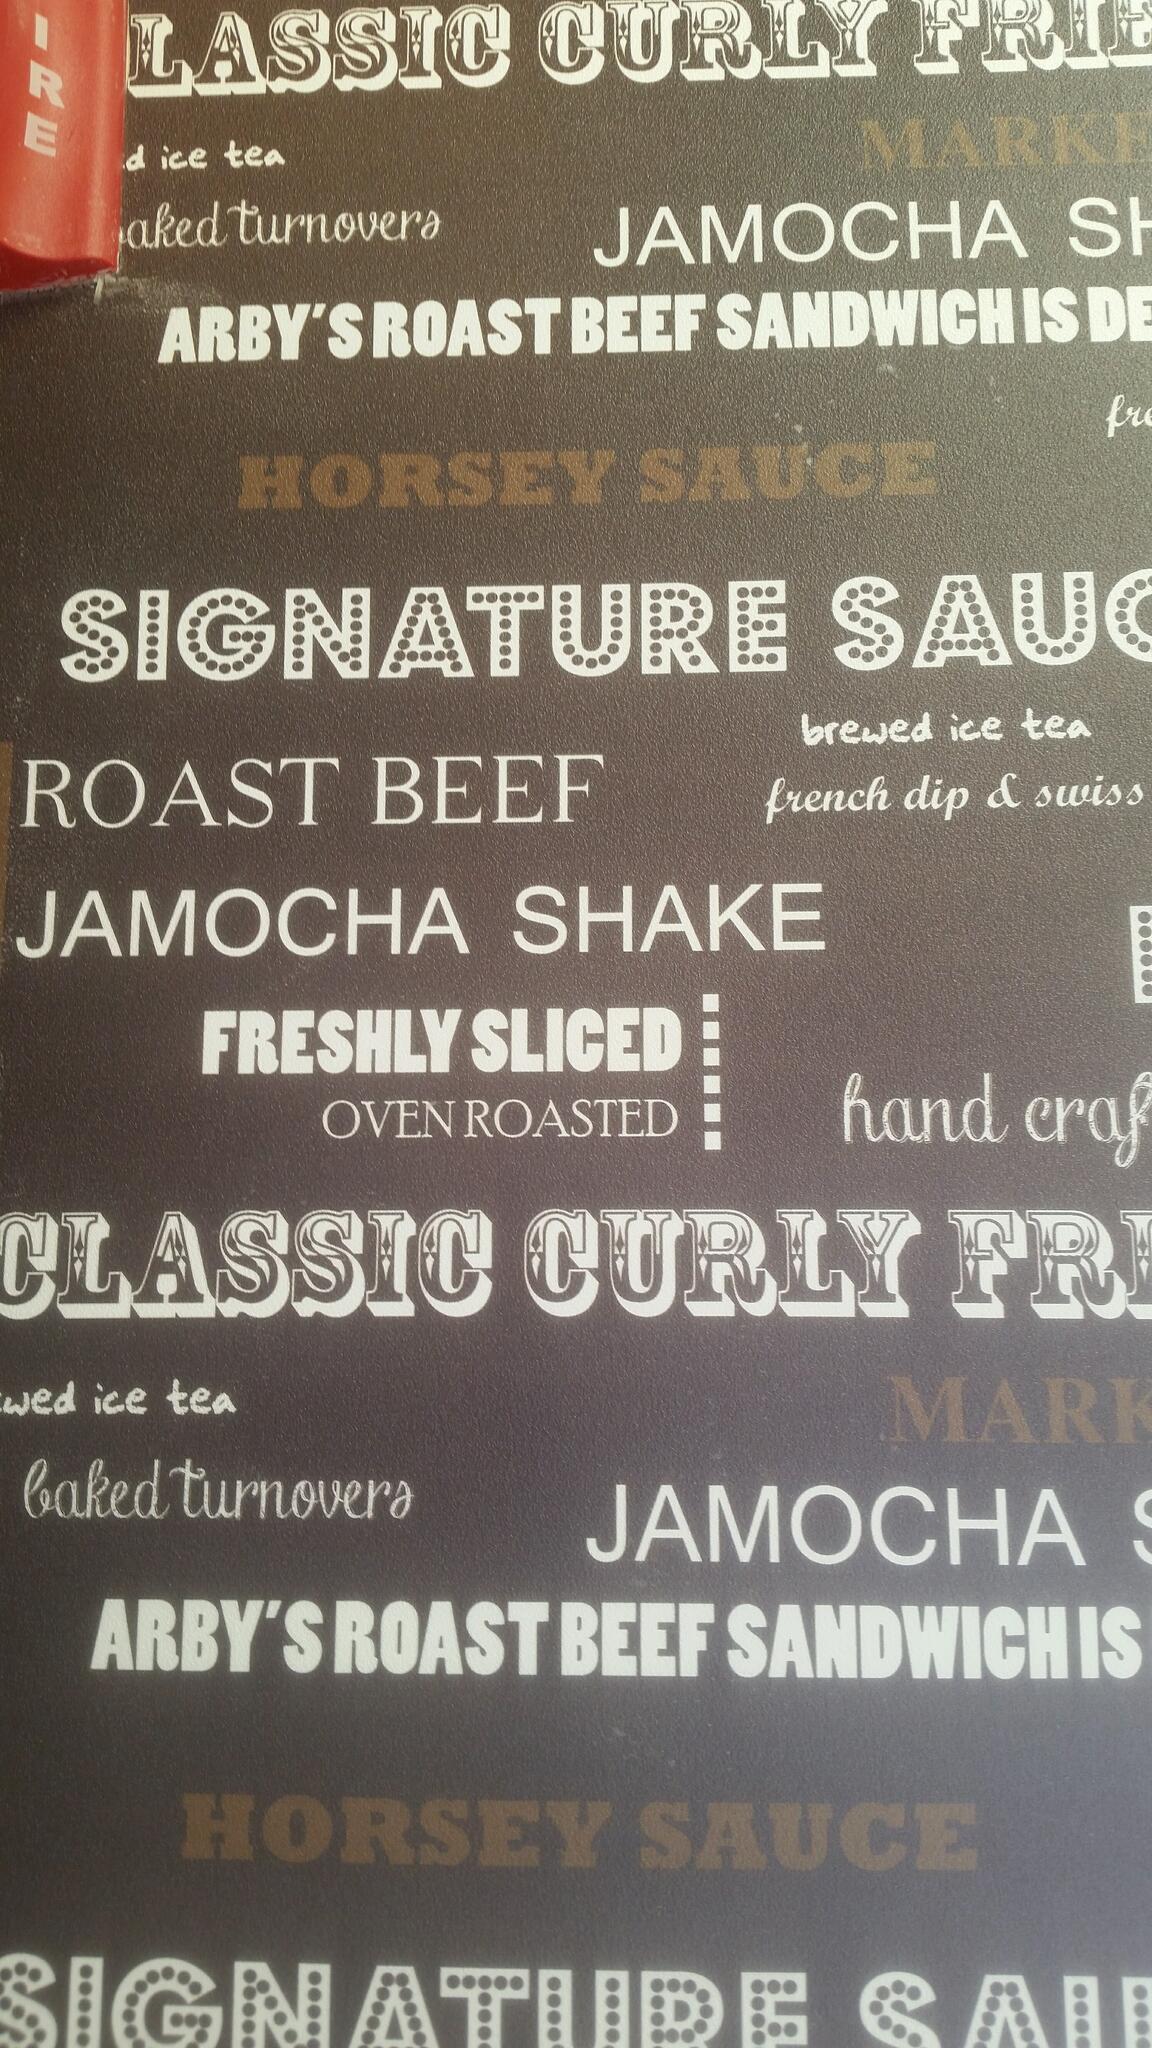 IRE
LASSIC CURLY FRIE
d ice tea
MARKE
aked turnovers
JAMOCHA SH
ARBY'S ROAST BEEF SANDWICH IS DE
fre
HORSEY SAUCE
SIGNATURE SAUC
brewed ice tea
ROAST BEEF
french dip & swiss
JAMOCHA SHAKE
FRESHLY SLICED
OVEN ROASTED
hand craf
CLASSIC CURLY FRI
ewed ice tea
MARK
baked turnovers
JAMOCHA S
ARBY'S ROAST BEEF SANDWICH IS
HORSEY SAUCE
SIGNATURE SAU